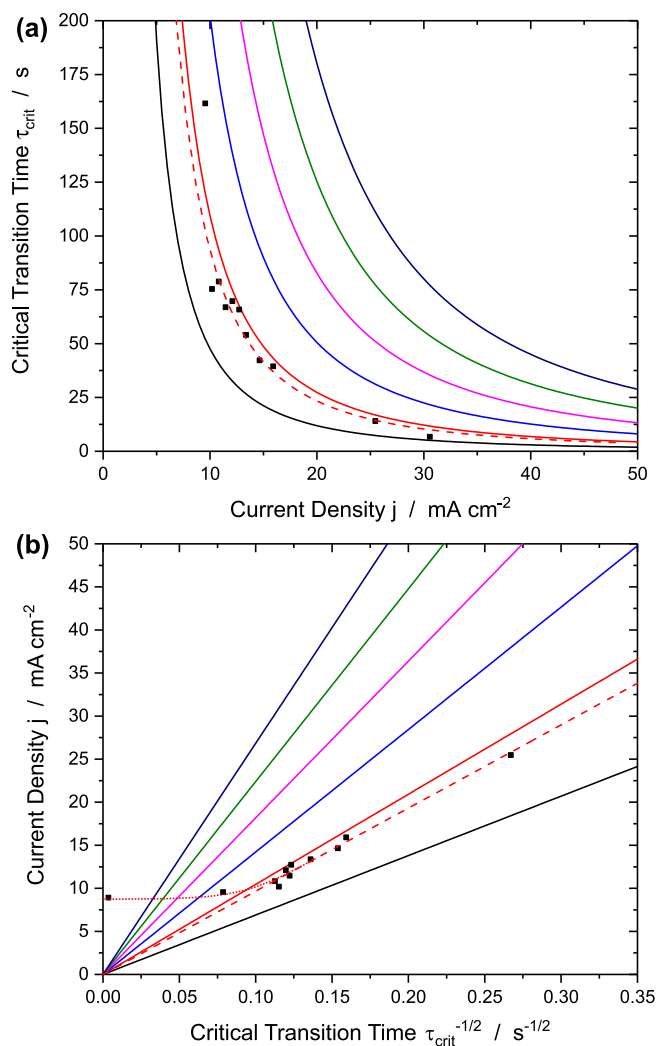 (a)
200
175
150
125
100
75
50
25
0
Critical Transition Time τcrit / s
0 10 20 30 40 50
Current Density j / mA cm⁻²
(b)
50
45
40
35
30
25
20
15
10
5
0
Current Density j / mA cm⁻²
0.00 0.05 0.10 0.15 0.20 0.25 0.30 0.35
Critical Transition Time τcrit⁻¹/² / s⁻¹/²